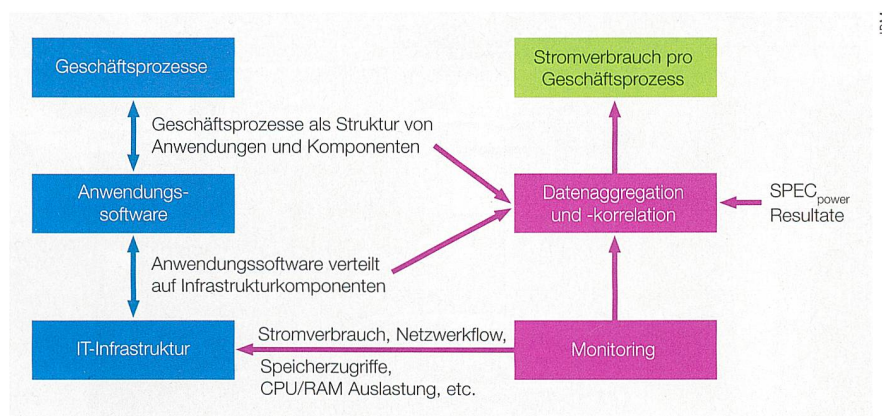 Geschäftsprozesse
Stromverbrauch pro
Geschäftsprozess
Geschäftsprozesse als Struktur von
Anwendungen und Komponenten
Anwendungs-
software
Datenaggregation
und -korrelation
SPECpower
Resultate
Anwendungssoftware verteilt
auf Infrastrukturkomponenten
IT-Infrastruktur
Stromverbrauch, Netzwerkflow,
Speicherzugriffe,
CPU/RAM Auslastung, etc.
Monitoring